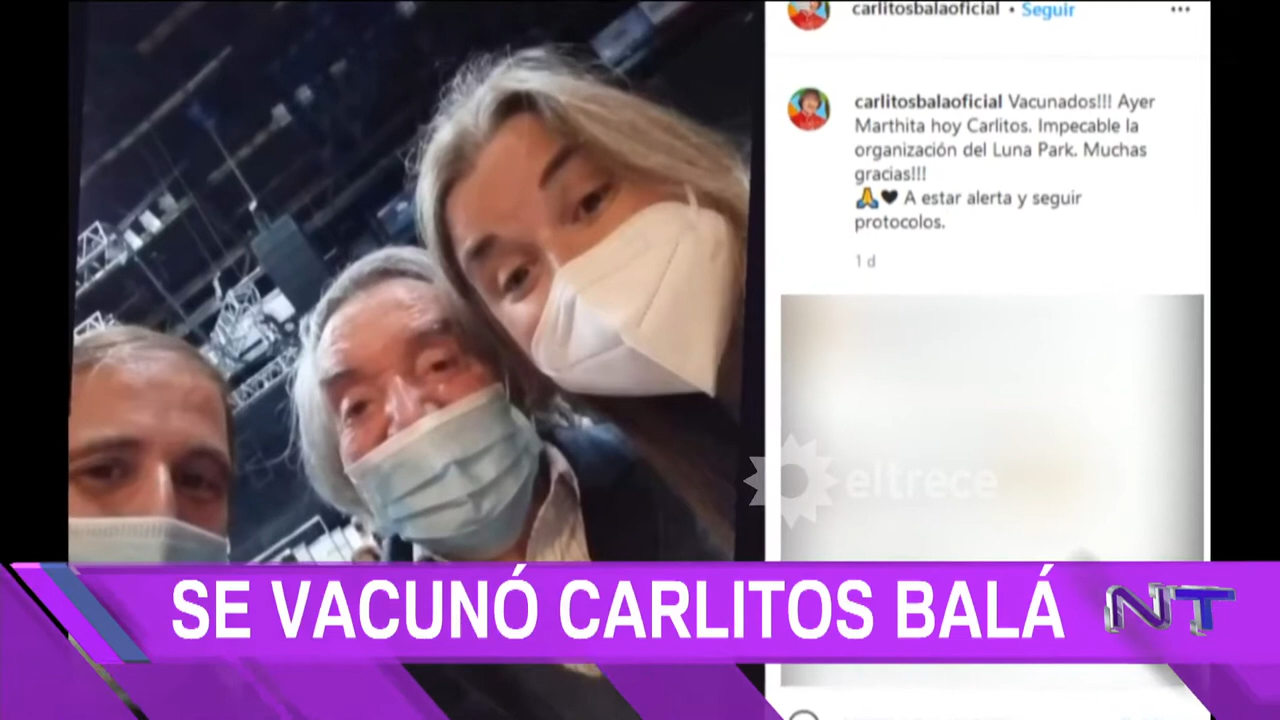 carlitosbalaoficial • Seguir
carlitosbalaoficial Vacunados!!! Ayer
Marthita hoy Carlitos. Impecable la
organización del Luna Park. Muchas
gracias!!!
🙏🖤 A estar alerta y seguir
protocolos.
1 d
eltrece
SE VACUNÓ CARLITOS BALÁ
NT